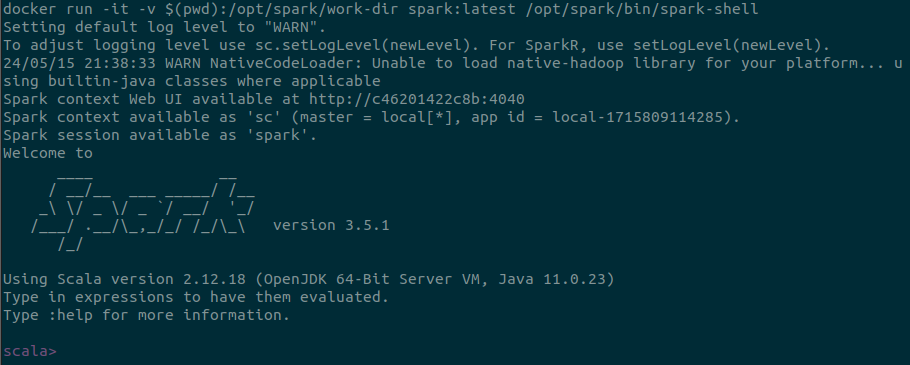 docker run -it -v $(pwd):/opt/spark/work-dir spark:latest /opt/spark/bin/spark-shell
Setting default log level to "WARN".
To adjust logging level use sc.setLogLevel(newLevel). For SparkR, use setLogLevel(newLevel).
24/05/15 21:38:33 WARN NativeCodeLoader: Unable to load native-hadoop library for your platform... u
sing builtin-java classes where applicable
Spark context Web UI available at http://c46201422c8b:4040
Spark context available as 'sc' (master = local[*], app id = local-1715809114285).
Spark session available as 'spark'.
Welcome to
      ____              __
     / __/__  ___ _____/ /__
    _\ \/ _ \/ _ `/ __/  '_/
   /___/ .__/\_,_/_/ /_/\_\   version 3.5.1
      /_/
Using Scala version 2.12.18 (OpenJDK 64-Bit Server VM, Java 11.0.23)
Type in expressions to have them evaluated.
Type :help for more information.
scala>